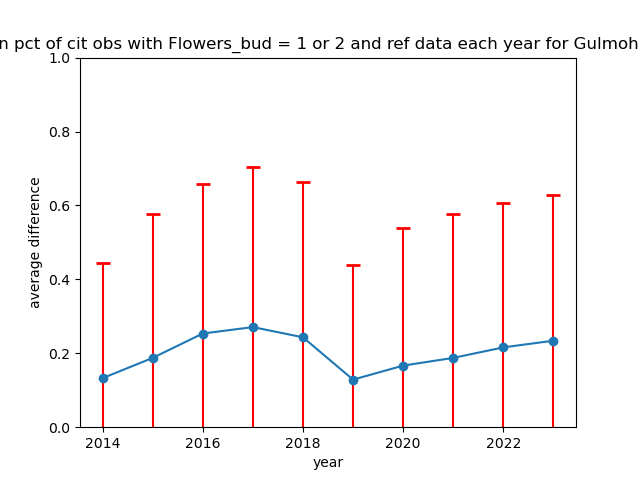 n pct of cit obs with Flowers_bud = 1 or 2 and ref data each year for Gulmoh
1.0
0.8
0.6
0.4
0.2
0.0
average difference
2014 2016 2018 2020 2022
year